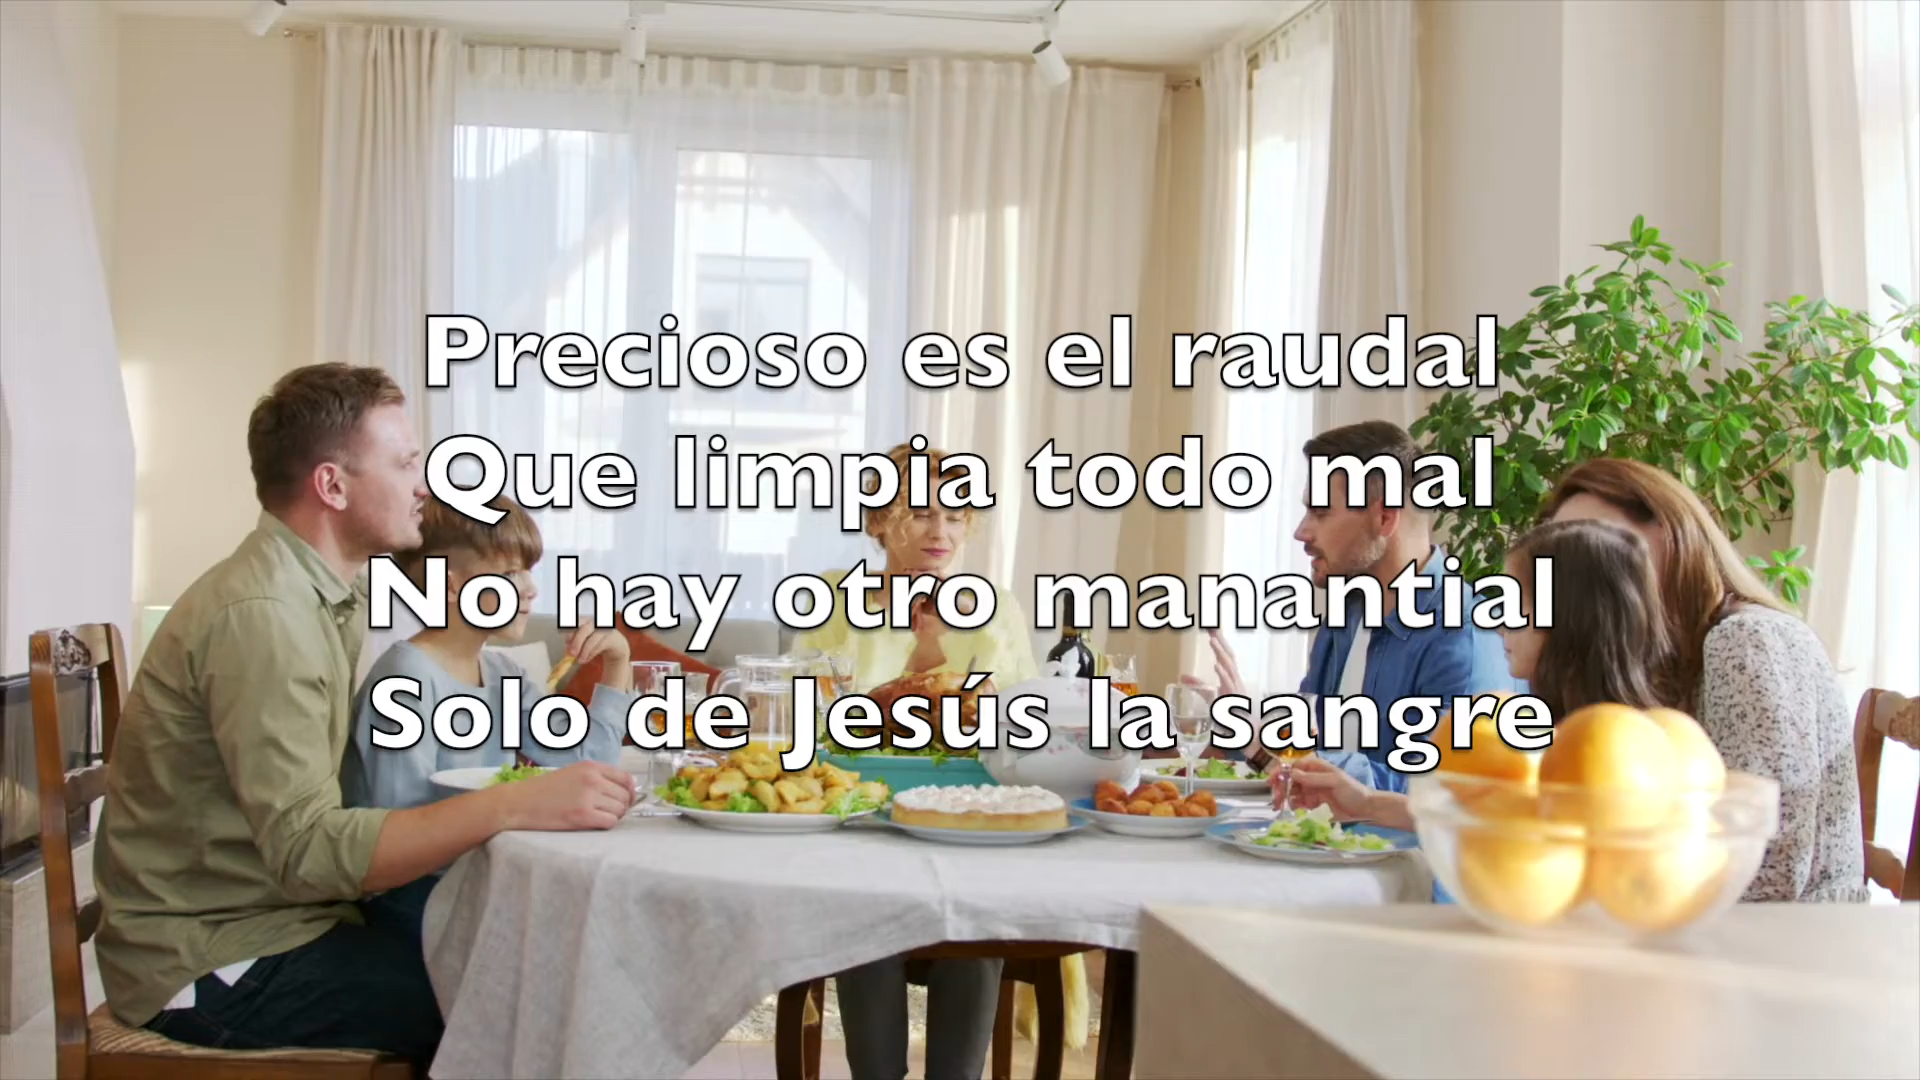 Precioso es el raudal
Que limpia todo mal
No hay otro manantial
Solo de Jesús la sangre